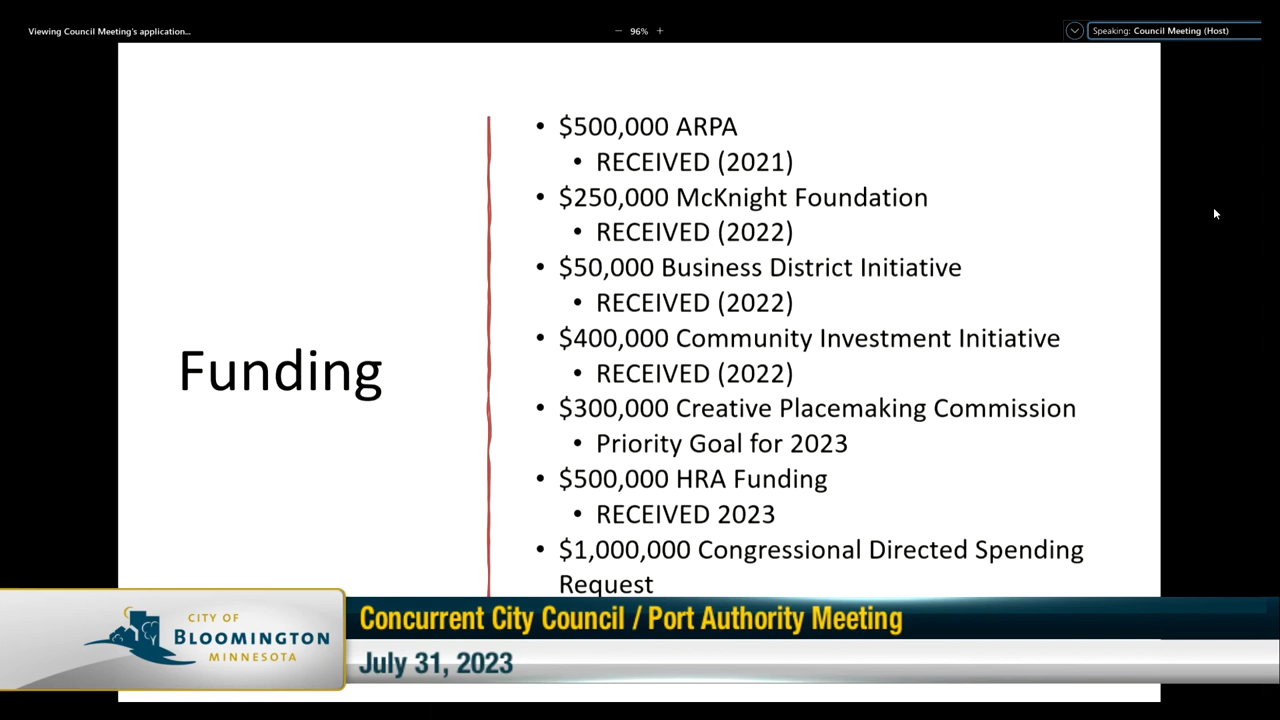 Viewing Council Meeting's application...
96%
Speaking: Council Meeting (Host)
Funding
• $500,000 ARPA
• RECEIVED (2021)
• $250,000 McKnight Foundation
• RECEIVED (2022)
• $50,000 Business District Initiative
• RECEIVED (2022)
• $400,000 Community Investment Initiative
• RECEIVED (2022)
• $300,000 Creative Placemaking Commission
• Priority Goal for 2023
• $500,000 HRA Funding
• RECEIVED 2023
• $1,000,000 Congressional Directed Spending
Request
CITY OF
BLOOMINGTON
MINNESOTA
Concurrent City Council / Port Authority Meeting
July 31, 2023